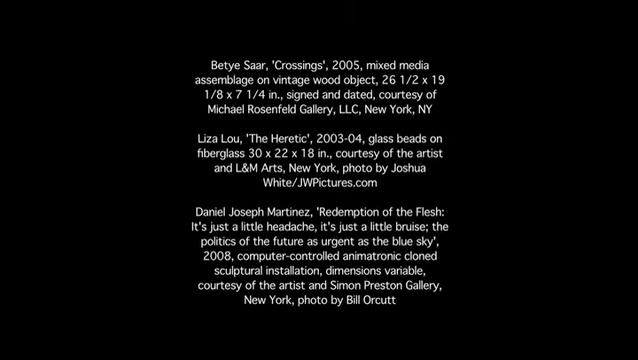 Betye Saar, 'Crossings', 2005, mixed media
assemblage on vintage wood object, 26 1/2 x 19
1/8 x 7 1/4 in., signed and dated, courtesy of
Michael Rosenfeld Gallery, LLC, New York, NY
Liza Lou, 'The Heretic', 2003-04, glass beads on
fiberglass 30 x 22 x 18 in., courtesy of the artist
and L&M Arts, New York, photo by Joshua
White/JWPictures.com
Daniel Joseph Martinez, 'Redemption of the Flesh:
It's just a little headache, it's just a little bruise; the
politics of the future as urgent as the blue sky',
2008, computer-controlled animatronic cloned
sculptural installation, dimensions variable,
courtesy of the artist and Simon Preston Gallery,
New York, photo by Bill Orcutt